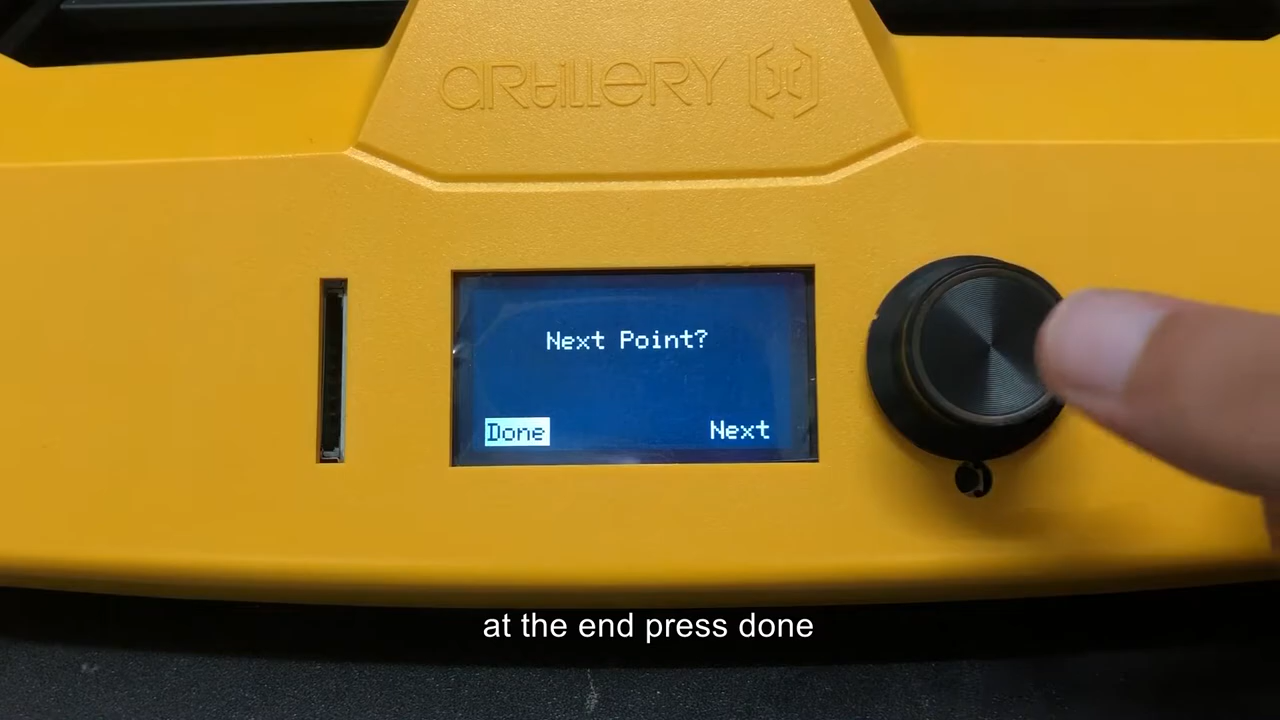 ARtiLLeRY
Next Point?
Done Next
at the end press done